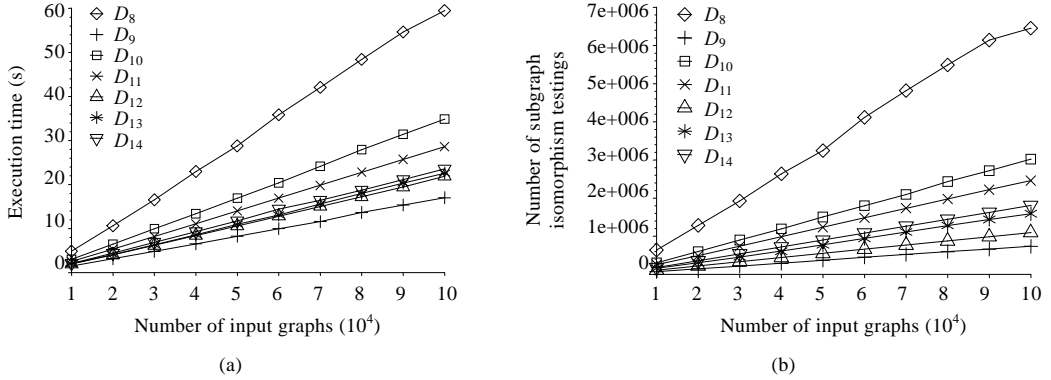 60
50
40
30
20
10
0
Execution time (s)
D8
D9
D10
D11
D12
D13
D14
1 2 3 4 5 6 7 8 9 10
Number of input graphs (10^4)
(a)
7e+006
6e+006
5e+006
4e+006
3e+006
2e+006
1e+006
0
Number of subgraph
isomorphism testings
D8
D9
D10
D11
D12
D13
D14
1 2 3 4 5 6 7 8 9 10
Number of input graphs (10^4)
(b)